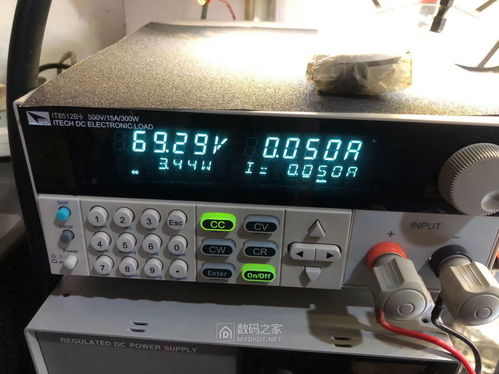 IT8512B+ 500V/15A/300W
ITECH DC ELECTRONIC LOAD
69.29V 0.050A
3.44W I= 0.050A
Shift
Local
1 2 3 Esc CC CV
4 5 6
7 8 9 CW CR
0 . Enter On/Off
INPUT
+ -
数码之家
MYDIGIT.NET
REGULATED DC POWER SUPPLY